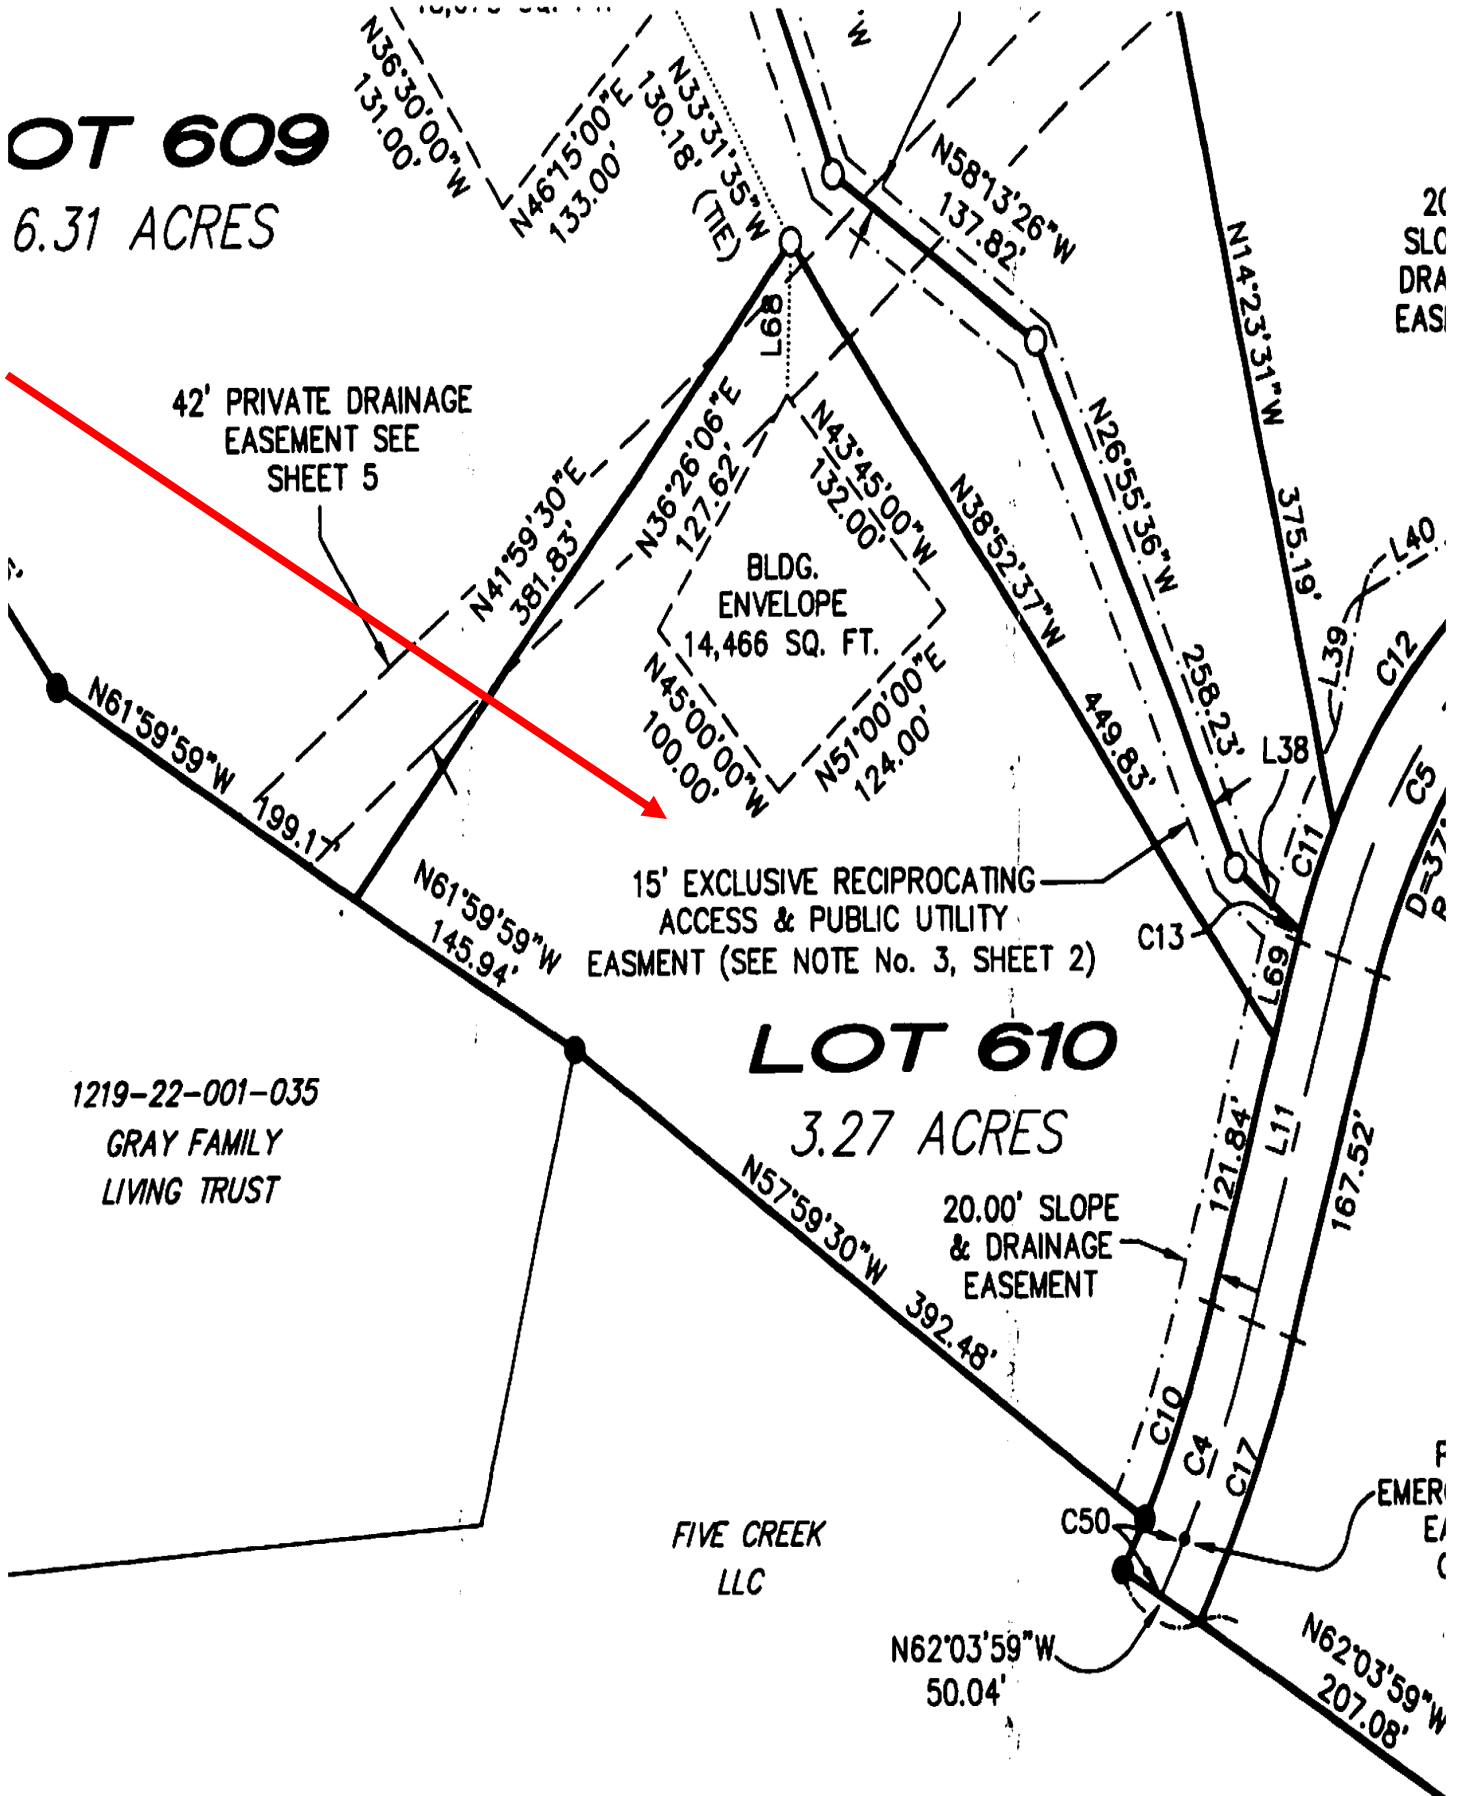 N36°30'00"W
131.00'
N46°15'00"E
133.00'
N33°31'35"W
130.18' (TIE)
W
LOT 609
6.31 ACRES
N58°13'26"W
137.82'
N14°23'31"W
375.19'
L68
42' PRIVATE DRAINAGE
EASEMENT SEE
SHEET 5
N41°59'30"E
381.83'
N36°26'06"E
127.62'
N43°45'00"W
132.00'
BLDG.
ENVELOPE
14,466 SQ. FT.
N45°00'00"W
100.00'
N51°00'00"E
124.00'
N38°52'37"W
449.83'
N26°55'36"W
258.23'
L40
L39
C12
L38
C5
C11
D=37°
N61°59'59"W 199.17'
N61°59'59"W
145.94'
15' EXCLUSIVE RECIPROCATING
ACCESS & PUBLIC UTILITY
EASMENT (SEE NOTE No. 3, SHEET 2)
C13
L69
LOT 610
3.27 ACRES
1219-22-001-035
GRAY FAMILY
LIVING TRUST
N57°59'30"W 392.48'
20.00' SLOPE
& DRAINAGE
EASEMENT
121.84'
L11
167.52'
C10
C4
C17
C50
FIVE CREEK
LLC
N62°03'59"W
50.04'
N62°03'59"W
207.08'